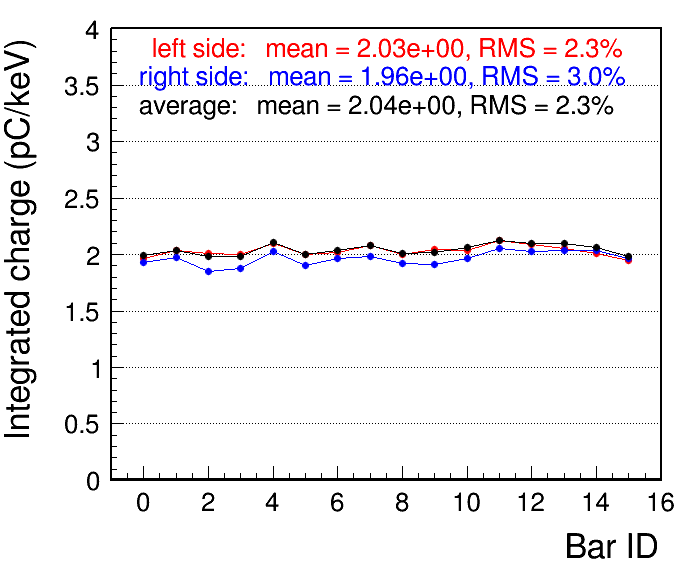 left side: mean = 2.03e+00, RMS = 2.3%
right side: mean = 1.96e+00, RMS = 3.0%
average: mean = 2.04e+00, RMS = 2.3%
Integrated charge (pC/keV)
4
3.5
3
2.5
2
1.5
1
0.5
0
0 2 4 6 8 10 12 14 16
Bar ID